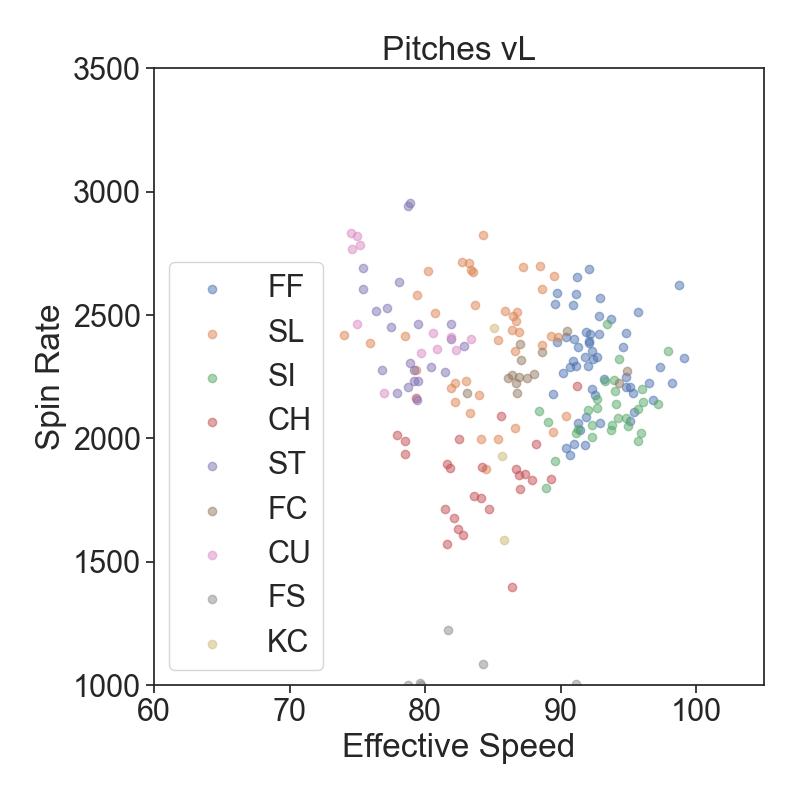 Pitches vL
Spin Rate
3500
3000
2500
2000
1500
1000
FF
SL
SI
CH
ST
FC
CU
FS
KC
60 70 80 90 100
Effective Speed